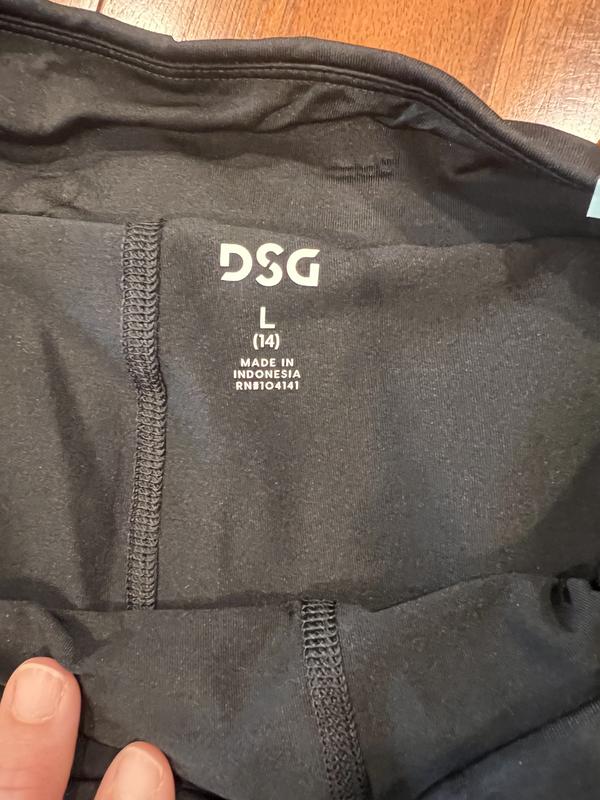 DSG
L
(14)
MADE IN
INDONESIA
RN#104141